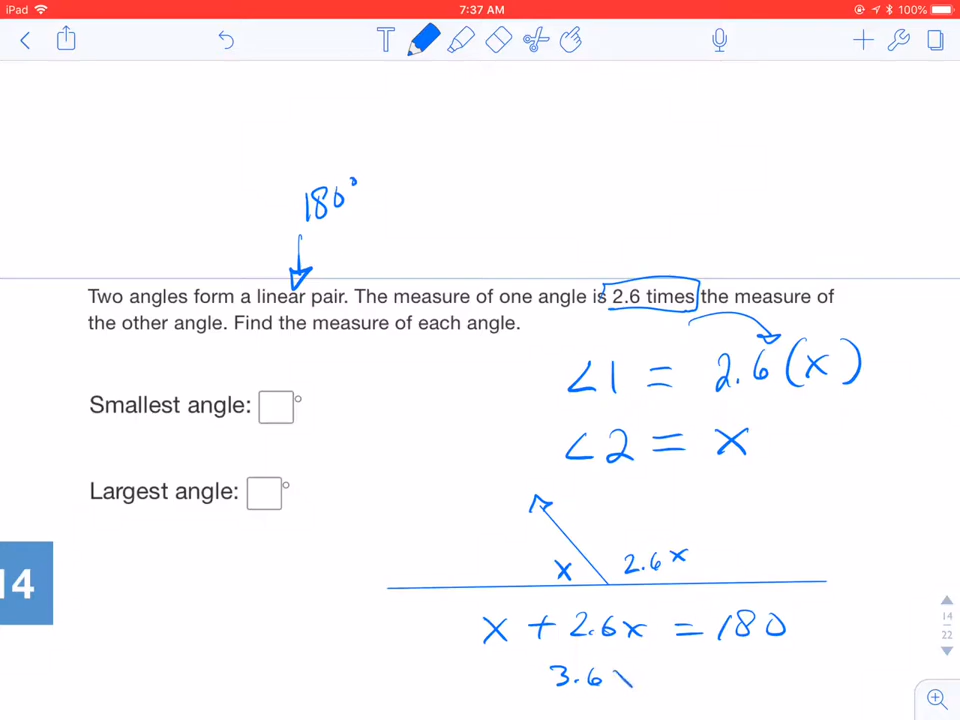 iPad 7:37 AM 100%
T
180°
Two angles form a linear pair. The measure of one angle is 2.6 times the measure of
the other angle. Find the measure of each angle.
∠1 = 2.6(x)
Smallest angle: °
∠2 = x
Largest angle: °
x 2.6x
14
x + 2.6x = 180
14
22
3.6